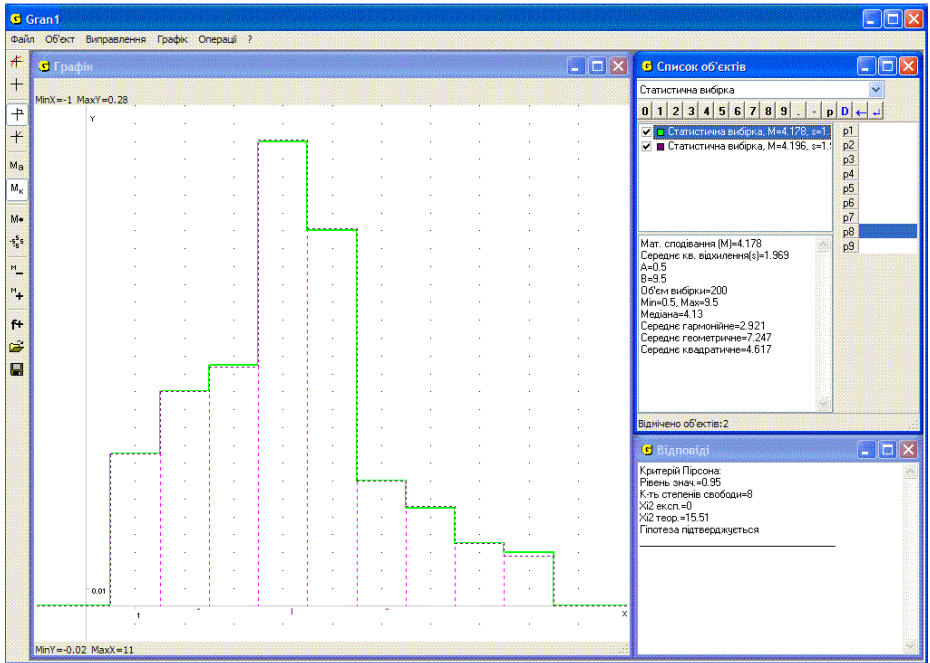 Gran1
Файл Об'єкт Виправлення Графік Операції ?
Графік
MinX=-1 MaxY=0.28
Y
0.01
1
X
MinY=-0.02 MaxX=11
Mа
Mк
M
M
M
f+
Список об'єктів
Статистична вибірка
0 1 2 3 4 5 6 7 8 9 . - p D ← ↵
Статистична вибірка, M=4.178, s=1.
Статистична вибірка, M=4.196, s=1.
p1
p2
p3
p4
p5
p6
p7
p8
p9
Мат. сподівання (M)=4.178
Середнє кв. відхилення(s)=1.969
A=0.5
B=9.5
Об'єм вибірки=200
Min=0.5, Max=9.5
Медіана=4.13
Середнє гармонійне=2.921
Середнє геометричне=7.247
Середнє квадратичне=4.617
Відмічено об'єктів:2
Відповіді
Критерій Пірсона:
Рівень знач.=0.95
К-ть степенів свободи=8
Xi2 експ.=0
Xi2 теор.=15.51
Гіпотеза підтверджується